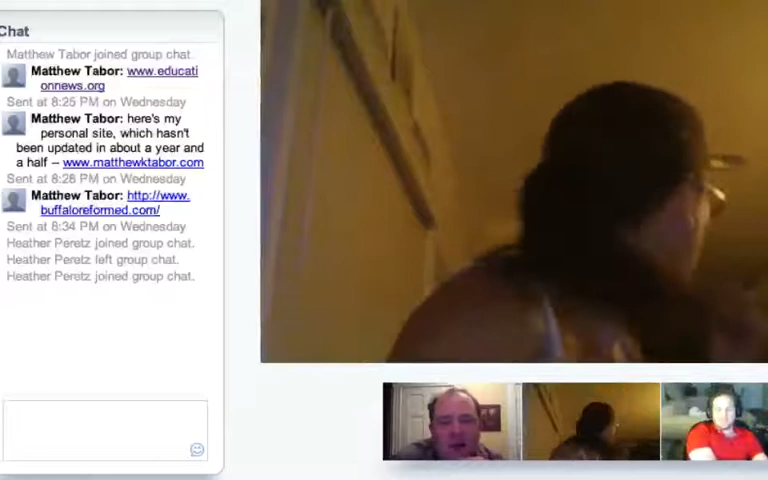 Chat
Matthew Tabor joined group chat.
Matthew Tabor: www.educati
onnews.org
Sent at 8:25 PM on Wednesday
Matthew Tabor: here's my
personal site, which hasn't
been updated in about a year and
a half -- www.matthewktabor.com
Sent at 8:28 PM on Wednesday
Matthew Tabor: http://www.
buffaloreformed.com/
Sent at 8:34 PM on Wednesday
Heather Peretz joined group chat.
Heather Peretz left group chat.
Heather Peretz joined group chat.